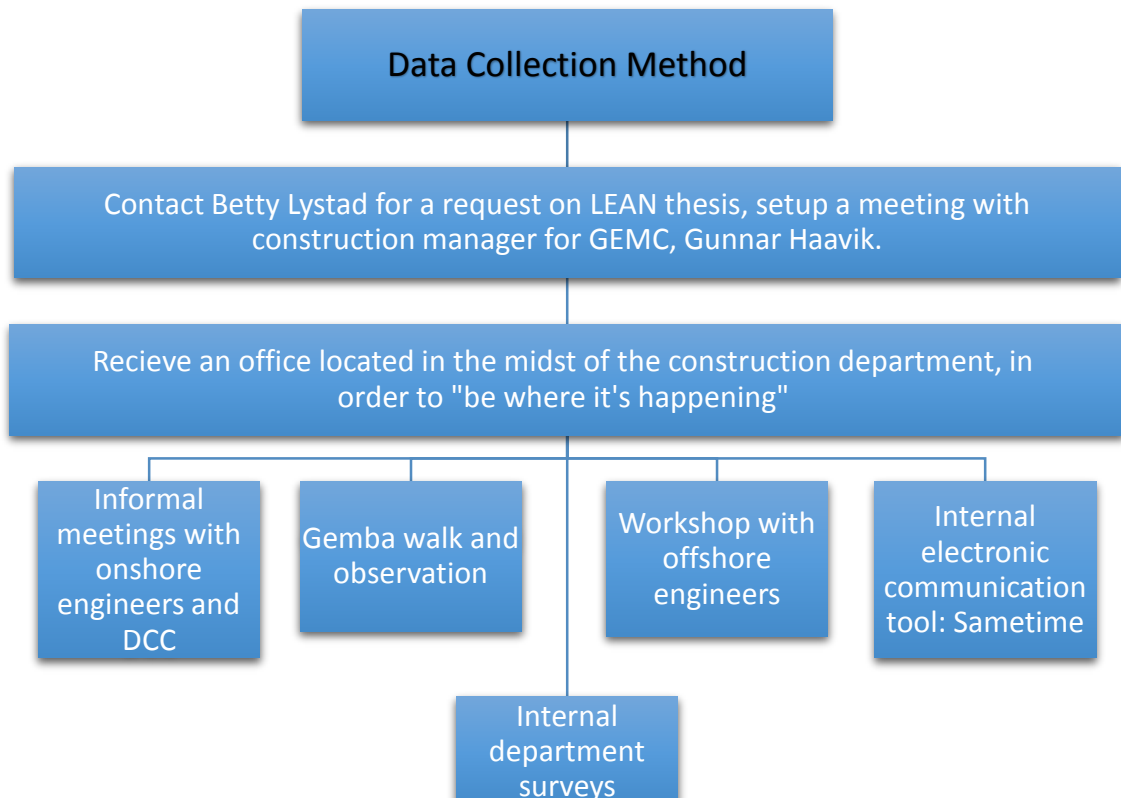 Data Collection Method
Contact Betty Lystad for a request on LEAN thesis, setup a meeting with
construction manager for GEMC, Gunnar Haavik.
Recieve an office located in the midst of the construction department, in
order to "be where it's happening"
Informal
meetings with
onshore
engineers and
DCC
Gemba walk and
observation
Workshop with
offshore
engineers
Internal
electronic
communication
tool: Sametime
Internal
department
surveys